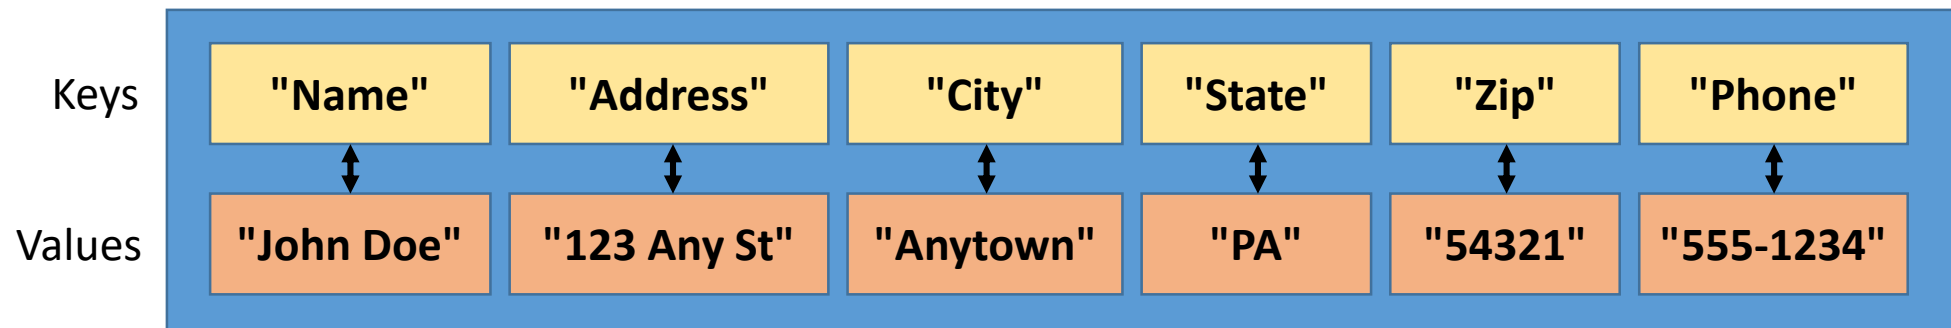 Keys "Name" "Address" "City" "State" "Zip" "Phone"
Values "John Doe" "123 Any St" "Anytown" "PA" "54321" "555-1234"